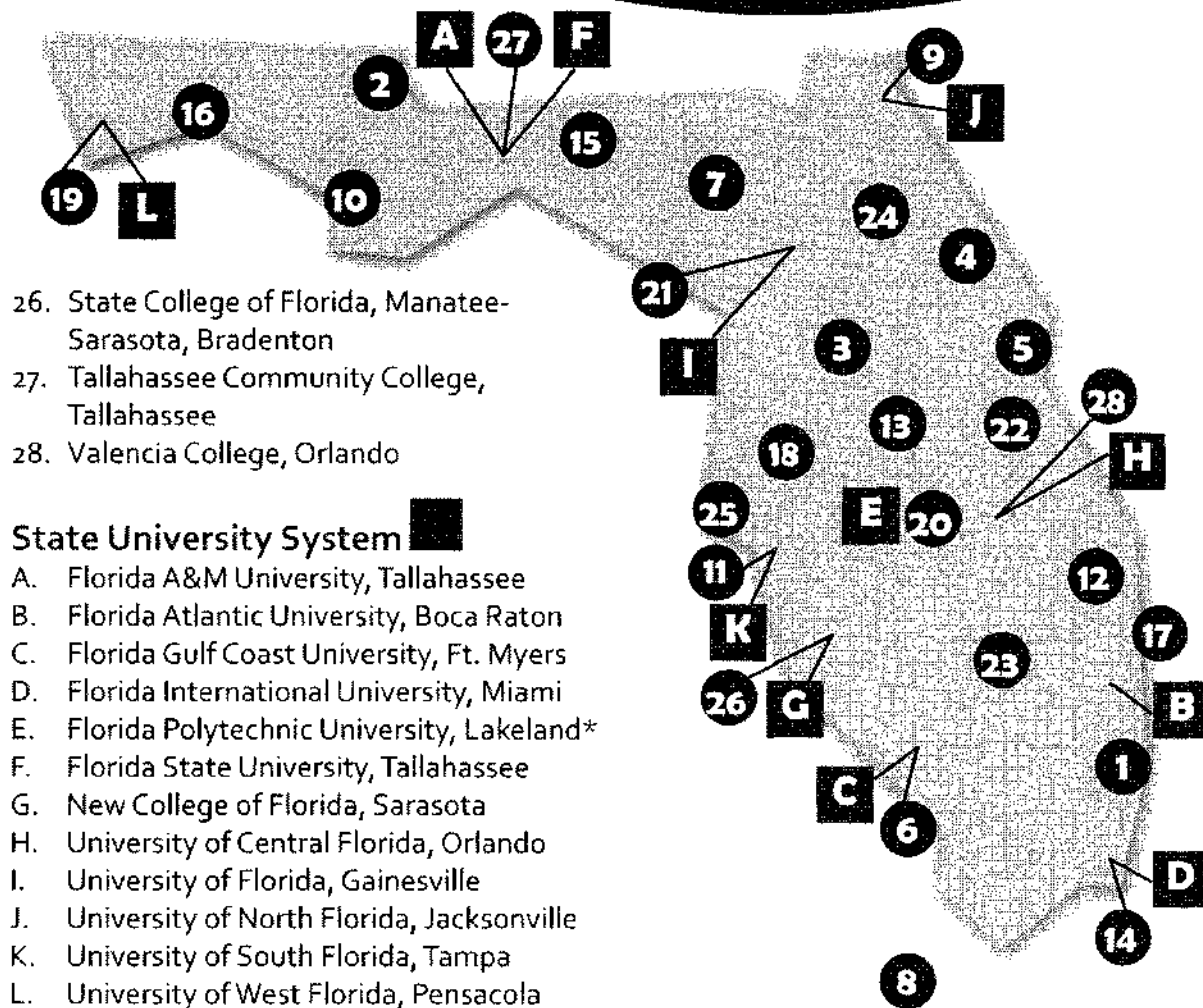 A 27 F
9
2
J
16
15
7
19 L
10
24
4
21
26. State College of Florida, Manatee-
Sarasota, Bradenton
27. Tallahassee Community College,
Tallahassee
28. Valencia College, Orlando
I
3
5
28
13
22
18
H
25
E 20
11
12
K
17
23
26 G
B
1
C
6
D
14
8
State University System
A. Florida A&M University, Tallahassee
B. Florida Atlantic University, Boca Raton
C. Florida Gulf Coast University, Ft. Myers
D. Florida International University, Miami
E. Florida Polytechnic University, Lakeland*
F. Florida State University, Tallahassee
G. New College of Florida, Sarasota
H. University of Central Florida, Orlando
I. University of Florida, Gainesville
J. University of North Florida, Jacksonville
K. University of South Florida, Tampa
L. University of West Florida, Pensacola